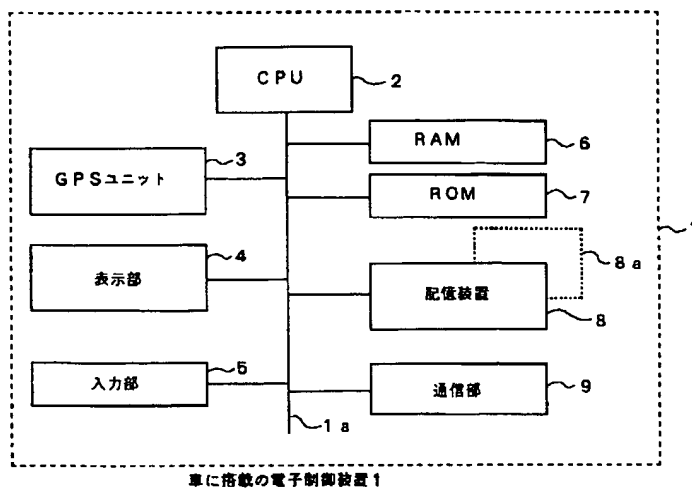 CPU
2
RAM
6
3
GPSユニット
ROM
7
1
4
表示部
8a
記憶装置
8
5
入力部
通信部
9
1a
車に搭載の電子制御装置1